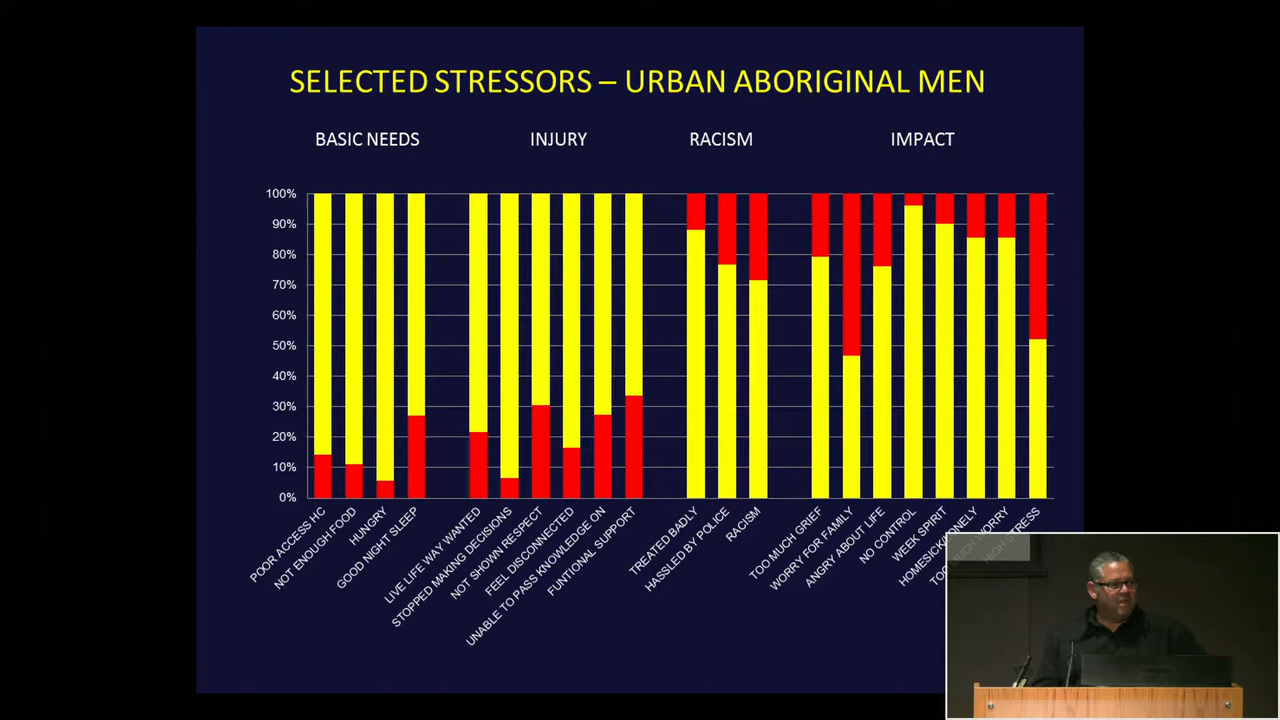 SELECTED STRESSORS – URBAN ABORIGINAL MEN
BASIC NEEDS
INJURY
RACISM
IMPACT
100%
90%
80%
70%
60%
50%
40%
30%
20%
10%
0%
POOR ACCESS HC
NOT ENOUGH FOOD
HUNGRY
GOOD NIGHT SLEEP
LIVE LIFE WAY WANTED
STOPPED MAKING DECISIONS
NOT SHOWN RESPECT
FEEL DISCONNECTED
UNABLE TO PASS KNOWLEDGE ON
FUNTIONAL SUPPORT
TREATED BADLY
HASSLED BY POLICE
RACISM
TOO MUCH GRIEF
WORRY FOR FAMILY
ANGRY ABOUT LIFE
NO CONTROL
WEEK SPIRIT
HOMESICK/LONELY
TOO MUCH WORRY
HIGH STRESS